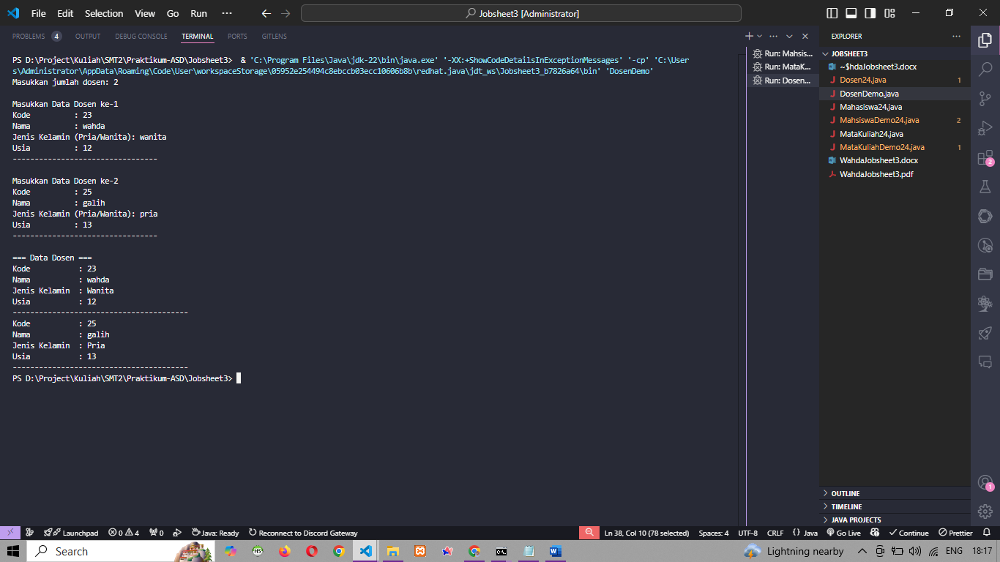 File Edit Selection View Go Run ··· Jobsheet3 [Administrator]
PROBLEMS 4 OUTPUT DEBUG CONSOLE TERMINAL PORTS GITLENS
PS D:\Project\Kuliah\SMT2\Praktikum-ASD\Jobsheet3> & 'C:\Program Files\Java\jdk-22\bin\java.exe' '-XX:+ShowCodeDetailsInExceptionMessages' '-cp' 'C:\User
s\Administrator\AppData\Roaming\Code\User\workspaceStorage\05952e254494c8ebccb03ecc10606b8b\redhat.java\jdt_ws\Jobsheet3_b7826a64\bin' 'DosenDemo'
Masukkan jumlah dosen: 2
Masukkan Data Dosen ke-1
Kode : 23
Nama : wahda
Jenis Kelamin (Pria/Wanita): wanita
Usia : 12
---------------------------------
Masukkan Data Dosen ke-2
Kode : 25
Nama : galih
Jenis Kelamin (Pria/Wanita): pria
Usia : 13
---------------------------------
=== Data Dosen ===
Kode : 23
Nama : wahda
Jenis Kelamin : Wanita
Usia : 12
----------------------------------------
Kode : 25
Nama : galih
Jenis Kelamin : Pria
Usia : 13
----------------------------------------
PS D:\Project\Kuliah\SMT2\Praktikum-ASD\Jobsheet3>
Run: Mahsis...
Run: MataK...
Run: Dosen...
EXPLORER ···
JOBSHEET3
~$hdaJobsheet3.docx
Dosen24.java 1
DosenDemo.java
Mahasiswa24.java
MahsiswaDemo24.java 2
MataKuliah24.java
MataKuliahDemo24.java 1
WahdaJobsheet3.docx
WahdaJobsheet3.pdf
OUTLINE
TIMELINE
JAVA PROJECTS
2
1
Launchpad 0 4 0 Java: Ready Reconnect to Discord Gateway Ln 38, Col 10 (78 selected) Spaces: 4 UTF-8 CRLF {} Java Go Live Continue Prettier
Search Lightning nearby ENG 18:17